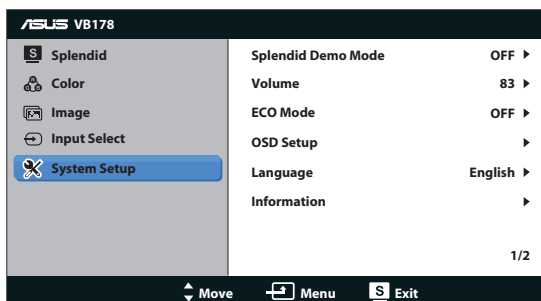 ASUS VB178
S Splendid
Color
Image
Input Select
System Setup
Splendid Demo Mode OFF
Volume 83
ECO Mode OFF
OSD Setup
Language English
Information
1/2
Move Menu S Exit